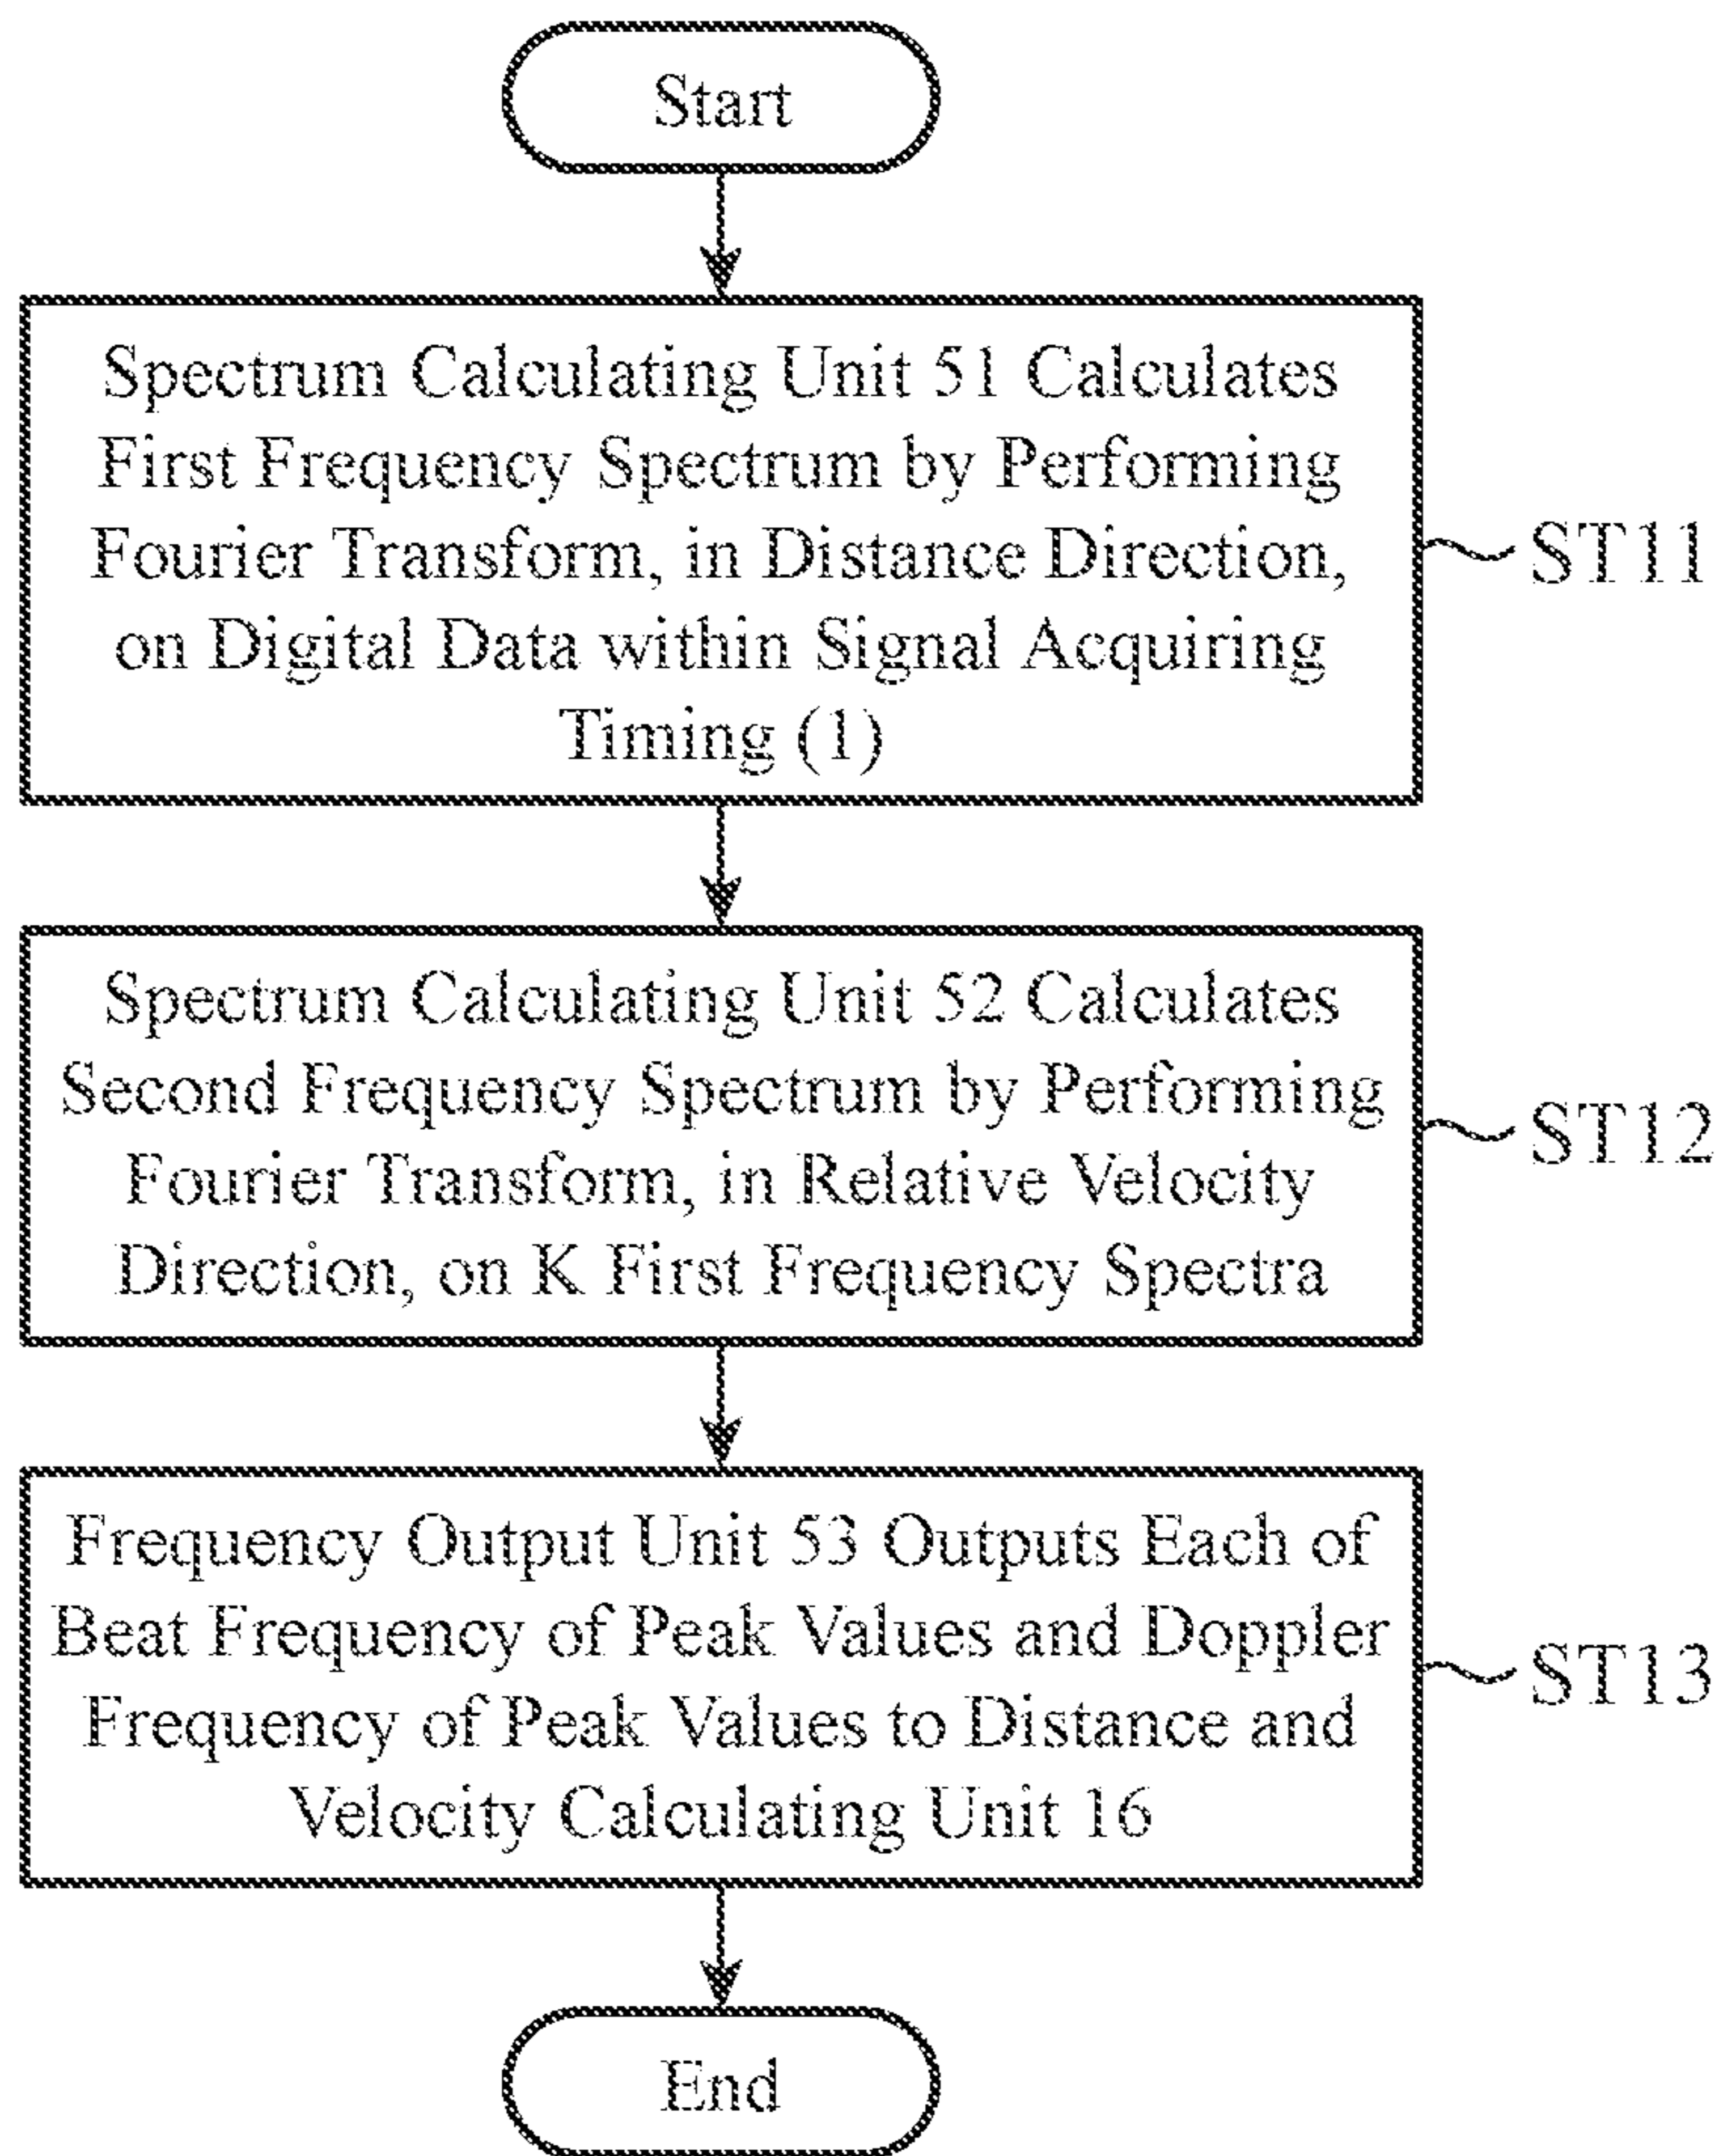 Start
Spectrum Calculating Unit 51 Calculates
First Frequency Spectrum by Performing
Fourier Transform, in Distance Direction,
on Digital Data within Signal Acquiring
Timing (1)
ST11
Spectrum Calculating Unit 52 Calculates
Second Frequency Spectrum by Performing
Fourier Transform, in Relative Velocity
Direction, on K First Frequency Spectra
ST12
Frequency Output Unit 53 Outputs Each of
Beat Frequency of Peak Values and Doppler
Frequency of Peak Values to Distance and
Velocity Calculating Unit 16
ST13
End